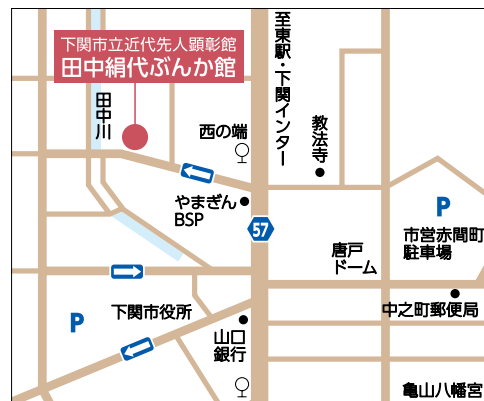 下関市立近代先人顕彰館
田中絹代ぶんか館
至東駅・下関インター
田中川
西の端
教法寺
やまぎん
BSP
57
P
市営赤間町
駐車場
唐戸
ドーム
下関市役所
中之町郵便局
P
山口
銀行
亀山八幡宮